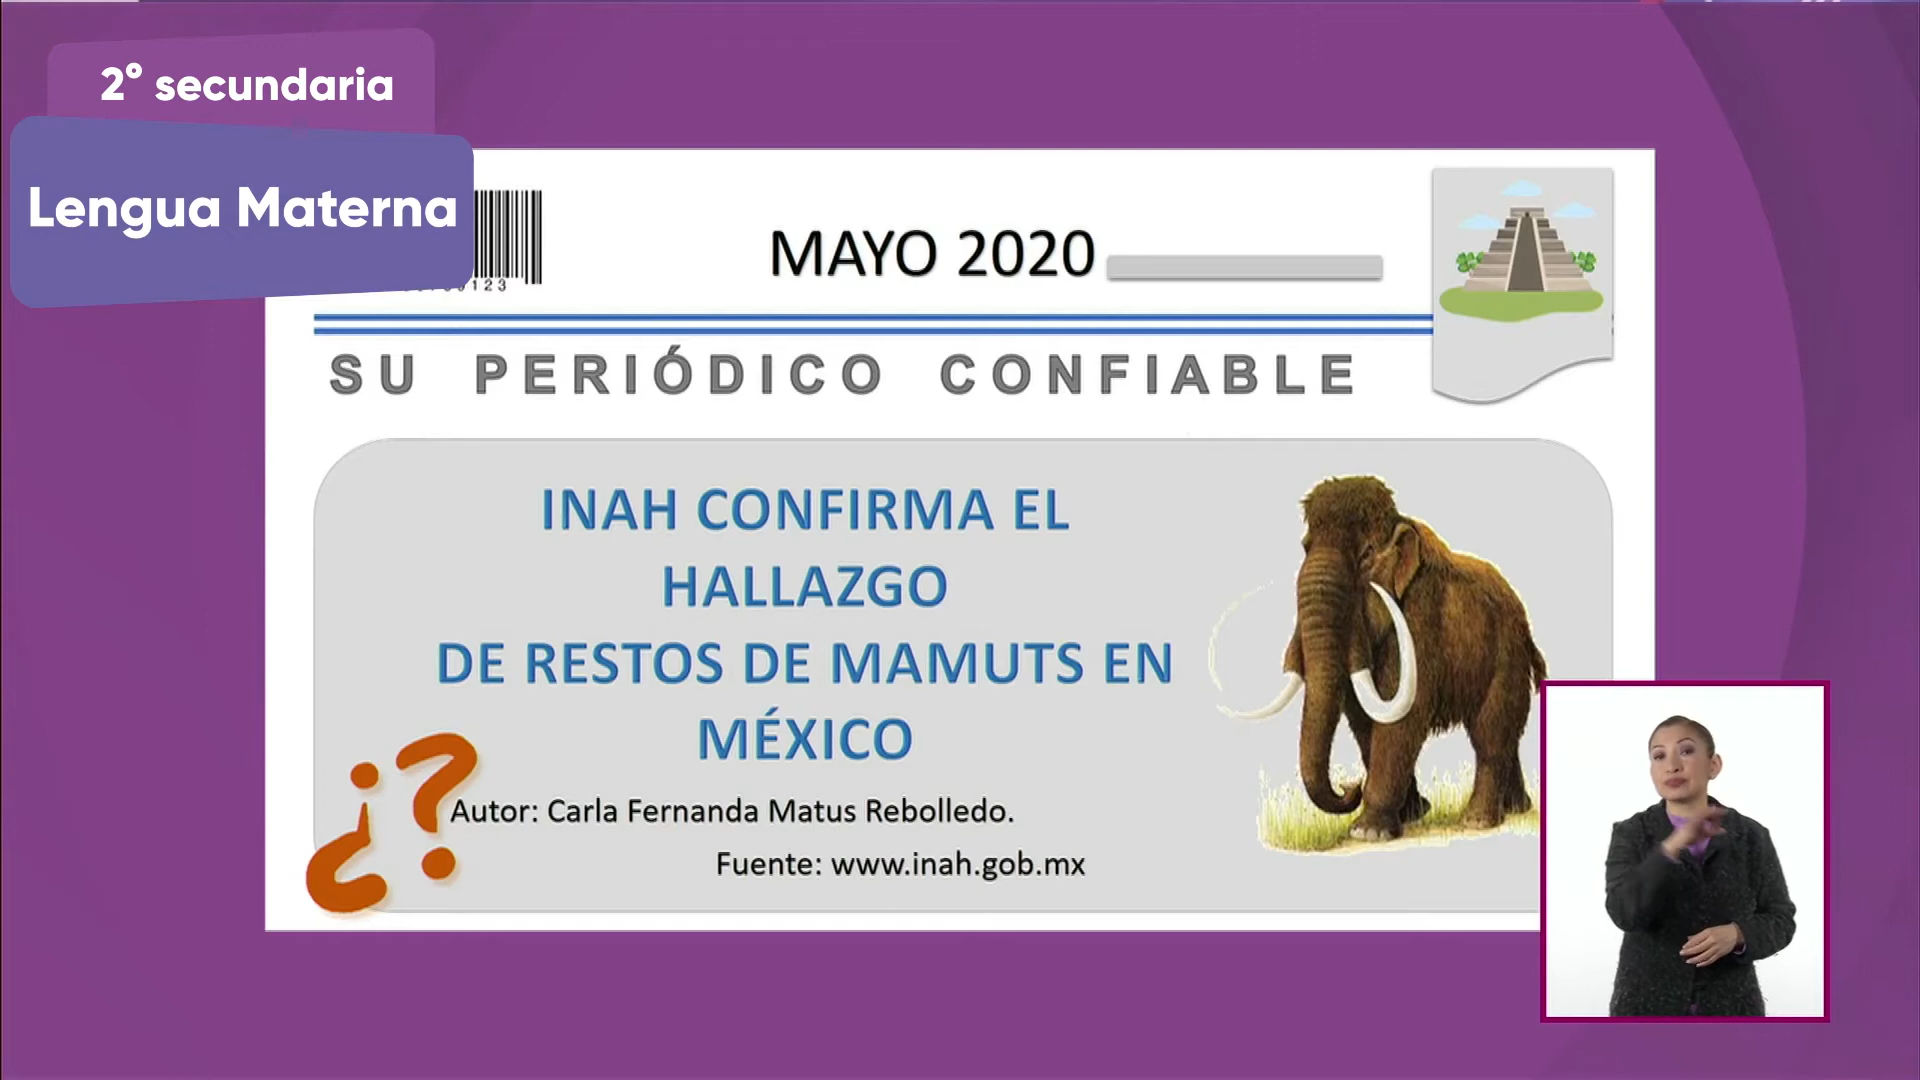 2° secundaria
Lengua Materna
123
MAYO 2020
SU PERIÓDICO CONFIABLE
INAH CONFIRMA EL
HALLAZGO
DE RESTOS DE MAMUTS EN
MÉXICO
¿?
Autor: Carla Fernanda Matus Rebolledo.
Fuente: www.inah.gob.mx